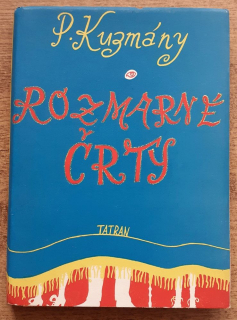 P. Kuzmány
ROZMARNÉ
ČRTY
TATRAN